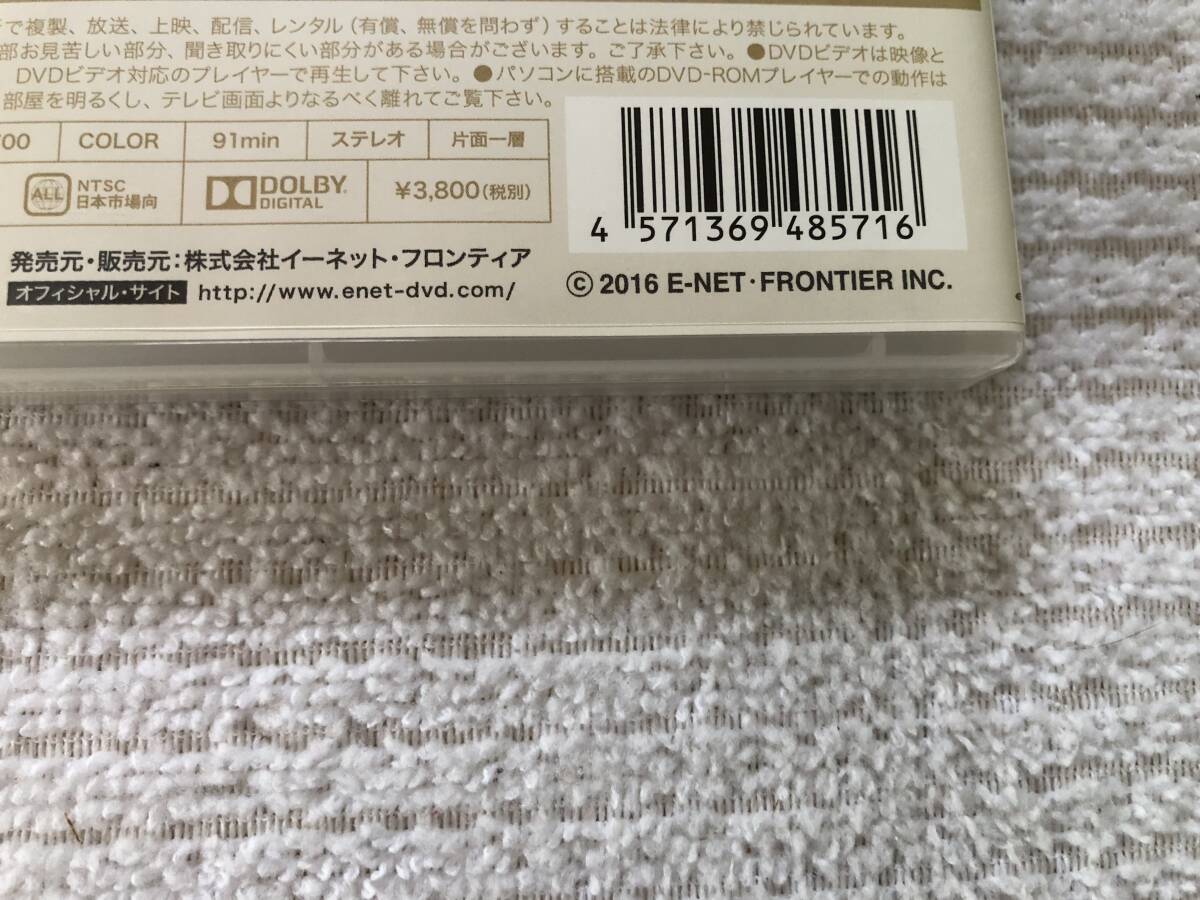 で複製、放送、上映、配信、レンタル(有償、無償を問わず)することは法律により禁じられています。
部お見苦しい部分、聞き取りにくい部分がある場合がございます。ご了承下さい。●DVDビデオは映像と
DVDビデオ対応のプレイヤーで再生して下さい。●パソコンに搭載のDVD-ROMプレイヤーでの動作は
部屋を明るくし、テレビ画面よりなるべく離れてご覧下さい。
700 COLOR 91min ステレオ 片面一層
ALL NTSC 日本市場向 DOLBY DIGITAL ¥3,800(税別)
4 571369 485716
発売元・販売元:株式会社イーネット・フロンティア
オフィシャル・サイト http://www.enet-dvd.com/
© 2016 E-NET・FRONTIER INC.